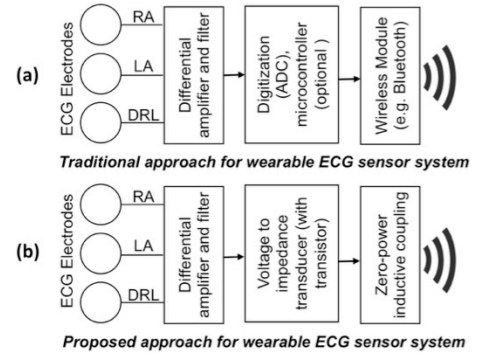 (a)
ECG Electrodes
RA
LA
DRL
Differential
amplifier and filter
Digitization
(ADC),
microcontroller
(optional )
Wireless Module
(e.g. Bluetooth)
Traditional approach for wearable ECG sensor system
(b)
ECG Electrodes
RA
LA
DRL
Differential
amplifier and filter
Voltage to
impedance
transducer (with
transistor)
Zero-power
inductive coupling
Proposed approach for wearable ECG sensor system